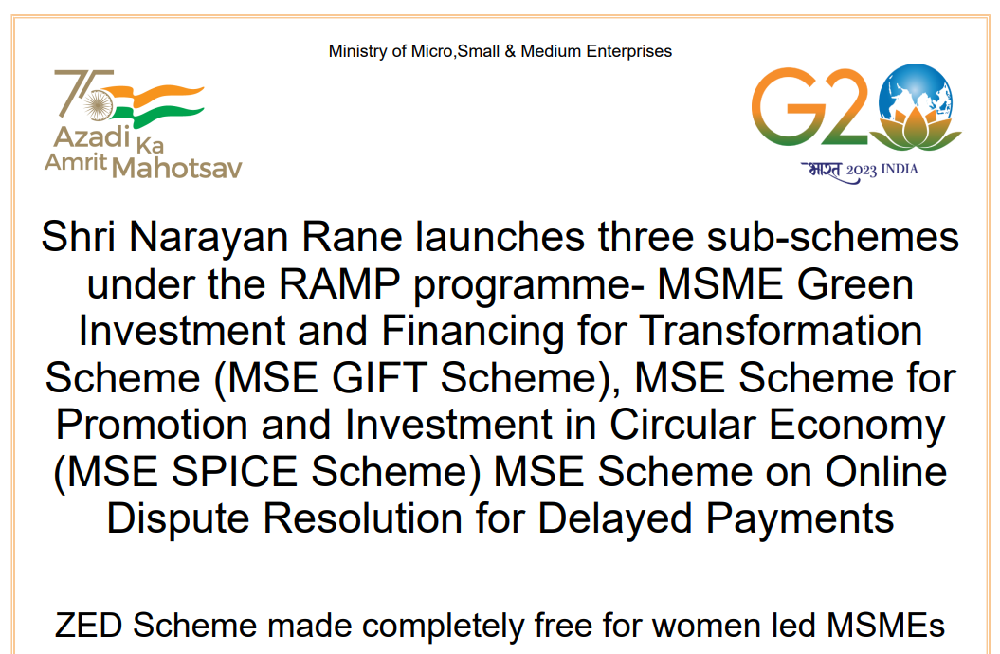 Ministry of Micro,Small & Medium Enterprises
75
Azadi Ka
Amrit Mahotsav
G20
भारत 2023 INDIA
Shri Narayan Rane launches three sub-schemes
under the RAMP programme- MSME Green
Investment and Financing for Transformation
Scheme (MSE GIFT Scheme), MSE Scheme for
Promotion and Investment in Circular Economy
(MSE SPICE Scheme) MSE Scheme on Online
Dispute Resolution for Delayed Payments
ZED Scheme made completely free for women led MSMEs